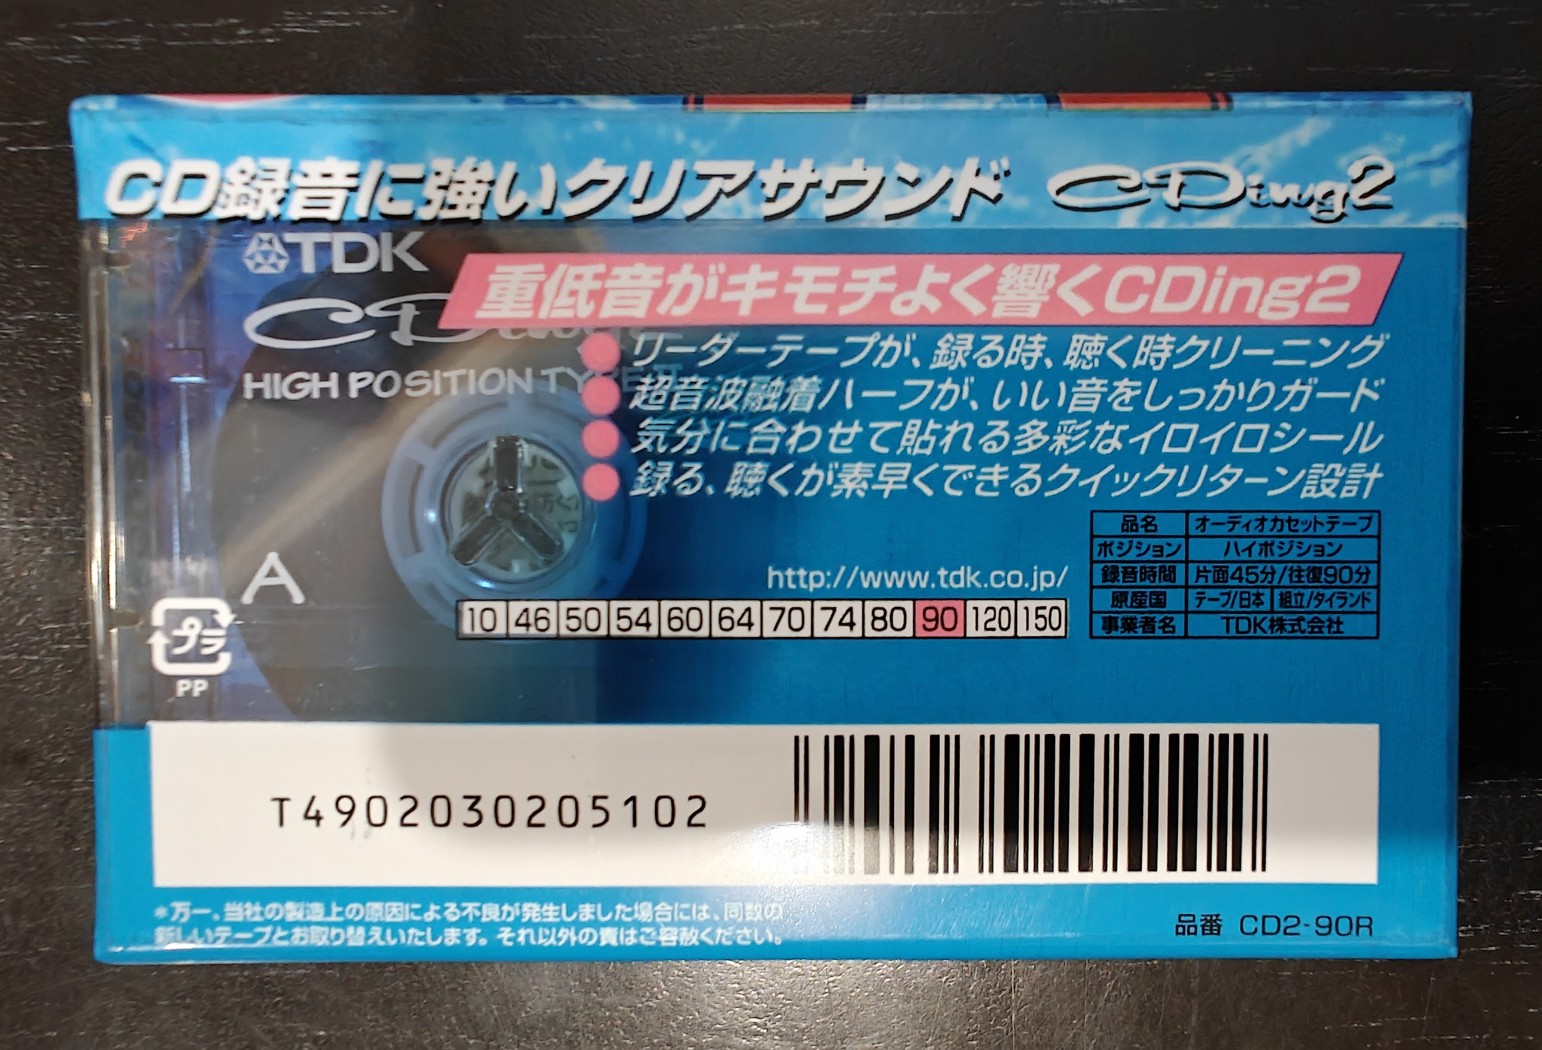 CD録音に強いクリアサウンド CDing2
TDK
重低音がキモチよく響くCDing2
リーダーテープが、録る時、聴く時クリーニング
HIGH POSITION
超音波融着ハーフが、いい音をしっかりガード
気分に合わせて貼れる多彩なイロイロシール
録る、聴くが素早くできるクイックリターン設計
品名 オーディオカセットテープ
ポジション ハイポジション
録音時間 片面45分/往復90分
原産国 テープ/日本 組立/タイランド
事業者名 TDK株式会社
http://www.tdk.co.jp/
10 46 50 54 60 64 70 74 80 90 120 150
A
プラ
PP
T4902030205102
*万一、当社の製造上の原因による不良が発生しました場合には、同数の
新しいテープとお取り替えいたします。それ以外の責はご容赦ください。
品番 CD2-90R